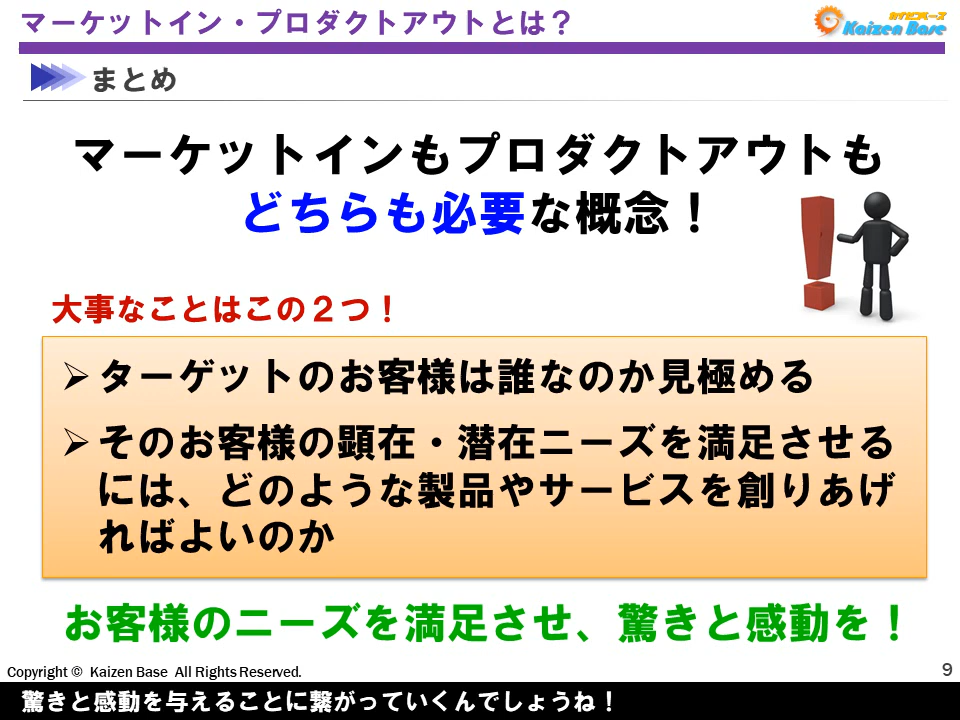 マーケットイン・プロダクトアウトとは？
カイゼンベース
Kaizen Base
まとめ
マーケットインもプロダクトアウトも
どちらも必要な概念！
大事なことはこの２つ！
➢ターゲットのお客様は誰なのか見極める
➢そのお客様の顕在・潜在ニーズを満足させる
には、どのような製品やサービスを創りあげ
ればよいのか
お客様のニーズを満足させ、驚きと感動を！
Copyright © Kaizen Base All Rights Reserved.
9
驚きと感動を与えることに繋がっていくんでしょうね！